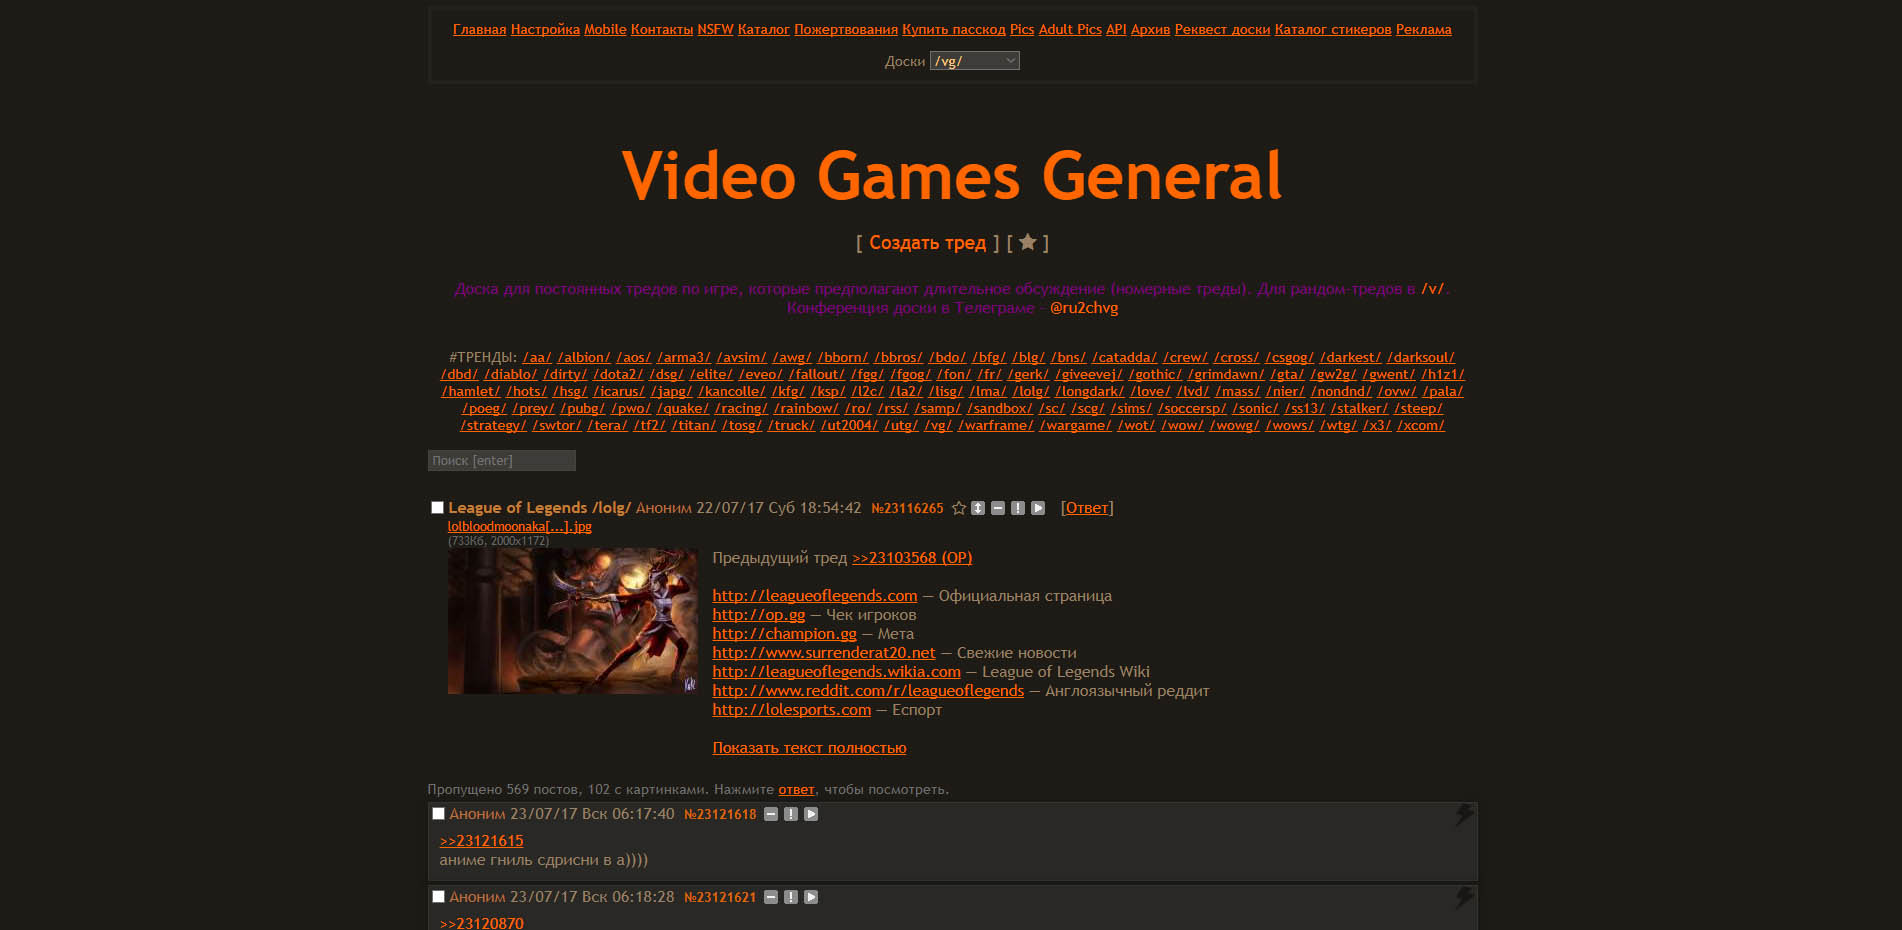 Главная Настройка Mobile Контакты NSFW Каталог Пожертвования Купить пасскод Pics Adult Pics API Архив Реквест доски Каталог стикеров Реклама
Доски /vg/
Video Games General
[ Создать тред ] [ ★ ]
Доска для постоянных тредов по игре, которые предполагают длительное обсуждение (номерные треды). Для рандом-тредов в /v/.
Конференция доски в Телеграме - @ru2chvg
#ТРЕНДЫ: /aa/ /albion/ /aos/ /arma3/ /avsim/ /awg/ /bborn/ /bbros/ /bdo/ /bfg/ /blg/ /bns/ /catadda/ /crew/ /cross/ /csgog/ /darkest/ /darksoul/
/dbd/ /diablo/ /dirty/ /dota2/ /dsg/ /elite/ /eveo/ /fallout/ /fgg/ /fgog/ /fon/ /fr/ /gerk/ /giveevej/ /gothic/ /grimdawn/ /gta/ /gw2g/ /gwent/ /h1z1/
/hamlet/ /hots/ /hsg/ /icarus/ /japg/ /kancolle/ /kfg/ /ksp/ /l2c/ /la2/ /lisg/ /lma/ /lolg/ /longdark/ /love/ /lvd/ /mass/ /nier/ /nondnd/ /ovw/ /pala/
/poeg/ /prey/ /pubg/ /pwo/ /quake/ /racing/ /rainbow/ /ro/ /rss/ /samp/ /sandbox/ /sc/ /scg/ /sims/ /soccersp/ /sonic/ /ss13/ /stalker/ /steep/
/strategy/ /swtor/ /tera/ /tf2/ /titan/ /tosg/ /truck/ /ut2004/ /utg/ /vg/ /warframe/ /wargame/ /wot/ /wow/ /wowg/ /wows/ /wtg/ /x3/ /xcom/
Поиск [enter]
League of Legends /lolg/ Аноним 22/07/17 Суб 18:54:42 №23116265 [Ответ]
lolbloodmoonaka[...].jpg
(733Кб, 2000x1172)
Предыдущий тред >>23103568 (OP)
http://leagueoflegends.com — Официальная страница
http://op.gg — Чек игроков
http://champion.gg — Мета
http://www.surrenderat20.net — Свежие новости
http://leagueoflegends.wikia.com — League of Legends Wiki
http://www.reddit.com/r/leagueoflegends — Англоязычный реддит
http://lolesports.com — Еспорт
Показать текст полностью
Пропущено 569 постов, 102 с картинками. Нажмите ответ, чтобы посмотреть.
Аноним 23/07/17 Вск 06:17:40 №23121618
>>23121615
аниме гниль сдрисни в а))))
Аноним 23/07/17 Вск 06:18:28 №23121621
>>23120870